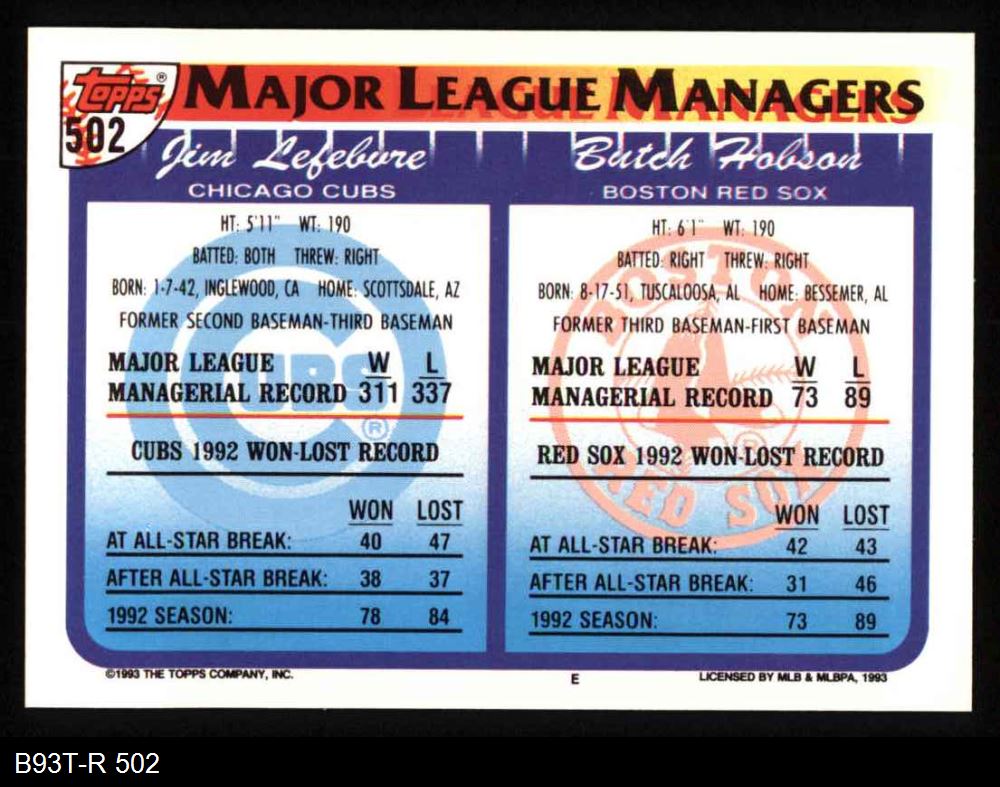 TOPPS® MAJOR LEAGUE MANAGERS
502
Jim Lefebvre
CHICAGO CUBS
HT: 5'11" WT: 190
BATTED: BOTH THREW: RIGHT
BORN: 1-7-42, INGLEWOOD, CA HOME: SCOTTSDALE, AZ
FORMER SECOND BASEMAN-THIRD BASEMAN
MAJOR LEAGUE W L
MANAGERIAL RECORD 311 337
CUBS ®
CUBS 1992 WON-LOST RECORD
WON LOST
AT ALL-STAR BREAK: 40 47
AFTER ALL-STAR BREAK: 38 37
1992 SEASON: 78 84
Butch Hobson
BOSTON RED SOX
HT: 6'1" WT: 190
BATTED: RIGHT THREW: RIGHT
BORN: 8-17-51, TUSCALOOSA, AL HOME: BESSEMER, AL
FORMER THIRD BASEMAN-FIRST BASEMAN
MAJOR LEAGUE W L
MANAGERIAL RECORD 73 89
BOSTON RED SOX ®
RED SOX 1992 WON-LOST RECORD
WON LOST
AT ALL-STAR BREAK: 42 43
AFTER ALL-STAR BREAK: 31 46
1992 SEASON: 73 89
©1993 THE TOPPS COMPANY, INC. E LICENSED BY MLB & MLBPA, 1993
B93T-R 502